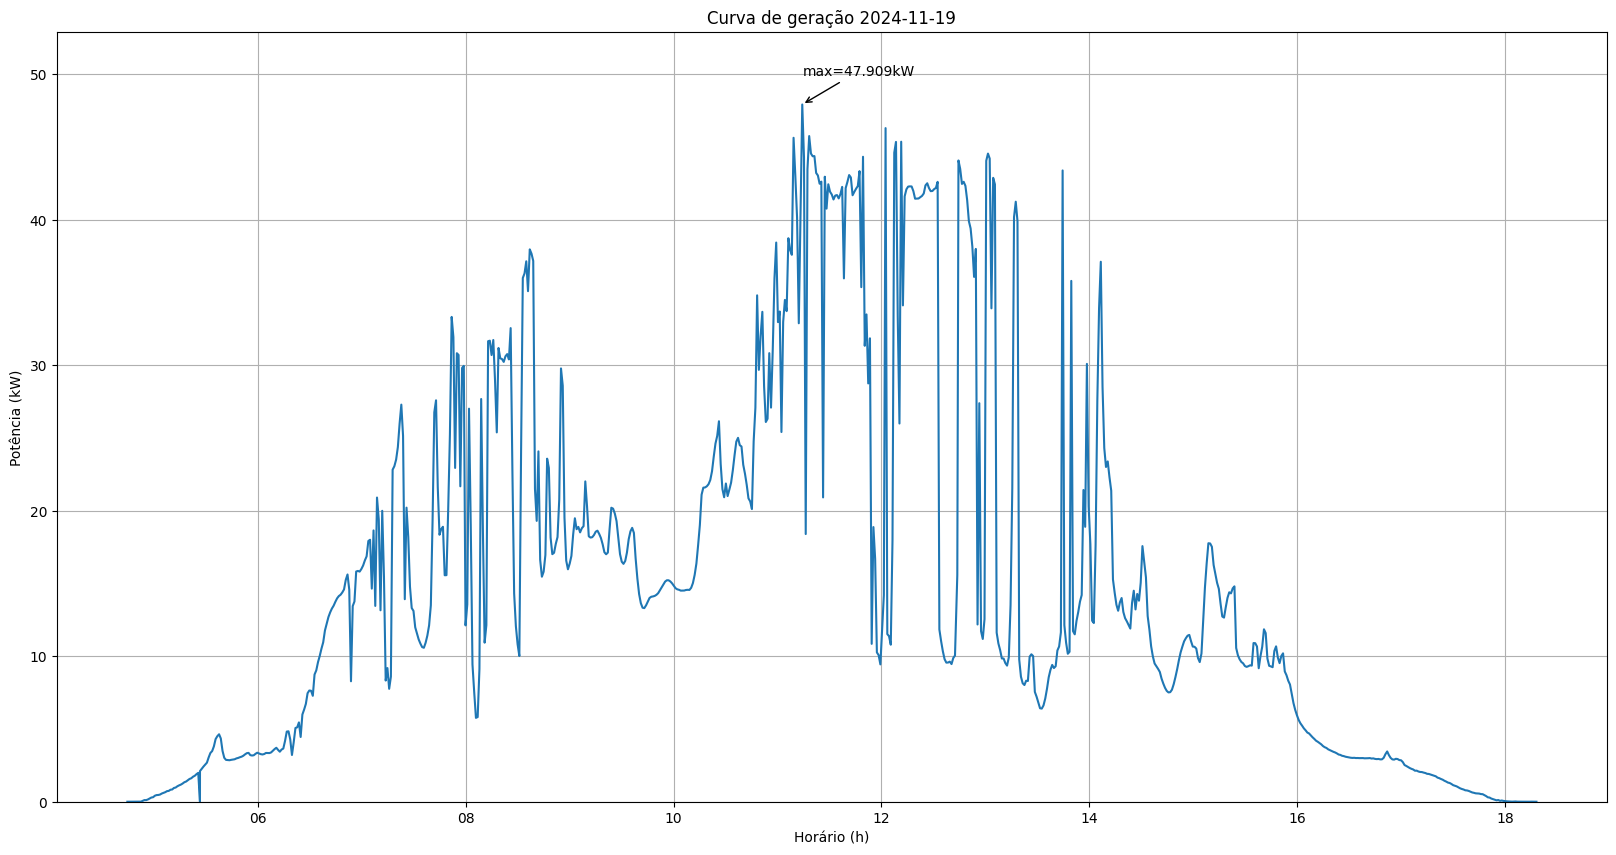 Curva de geração 2024-11-19
max=47.909kW
50
40
30
20
10
0
Potência (kW)
06 08 10 12 14 16 18
Horário (h)